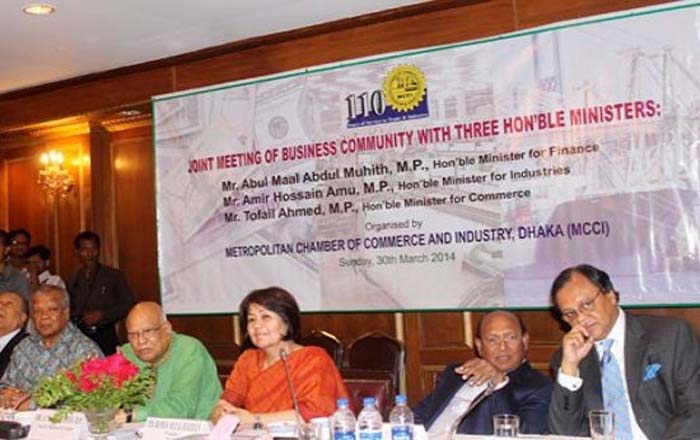 110
MCCI
JOINT MEETING OF BUSINESS COMMUNITY WITH THREE HON'BLE MINISTERS:
Mr. Abul Maal Abdul Muhith, M.P., Hon'ble Minister for Finance
Mr. Amir Hossain Amu, M.P., Hon'ble Minister for Industries
Mr. Tofail Ahmed, M.P., Hon'ble Minister for Commerce
Organised by
METROPOLITAN CHAMBER OF COMMERCE AND INDUSTRY, DHAKA (MCCI)
Sunday, 30th March 2014